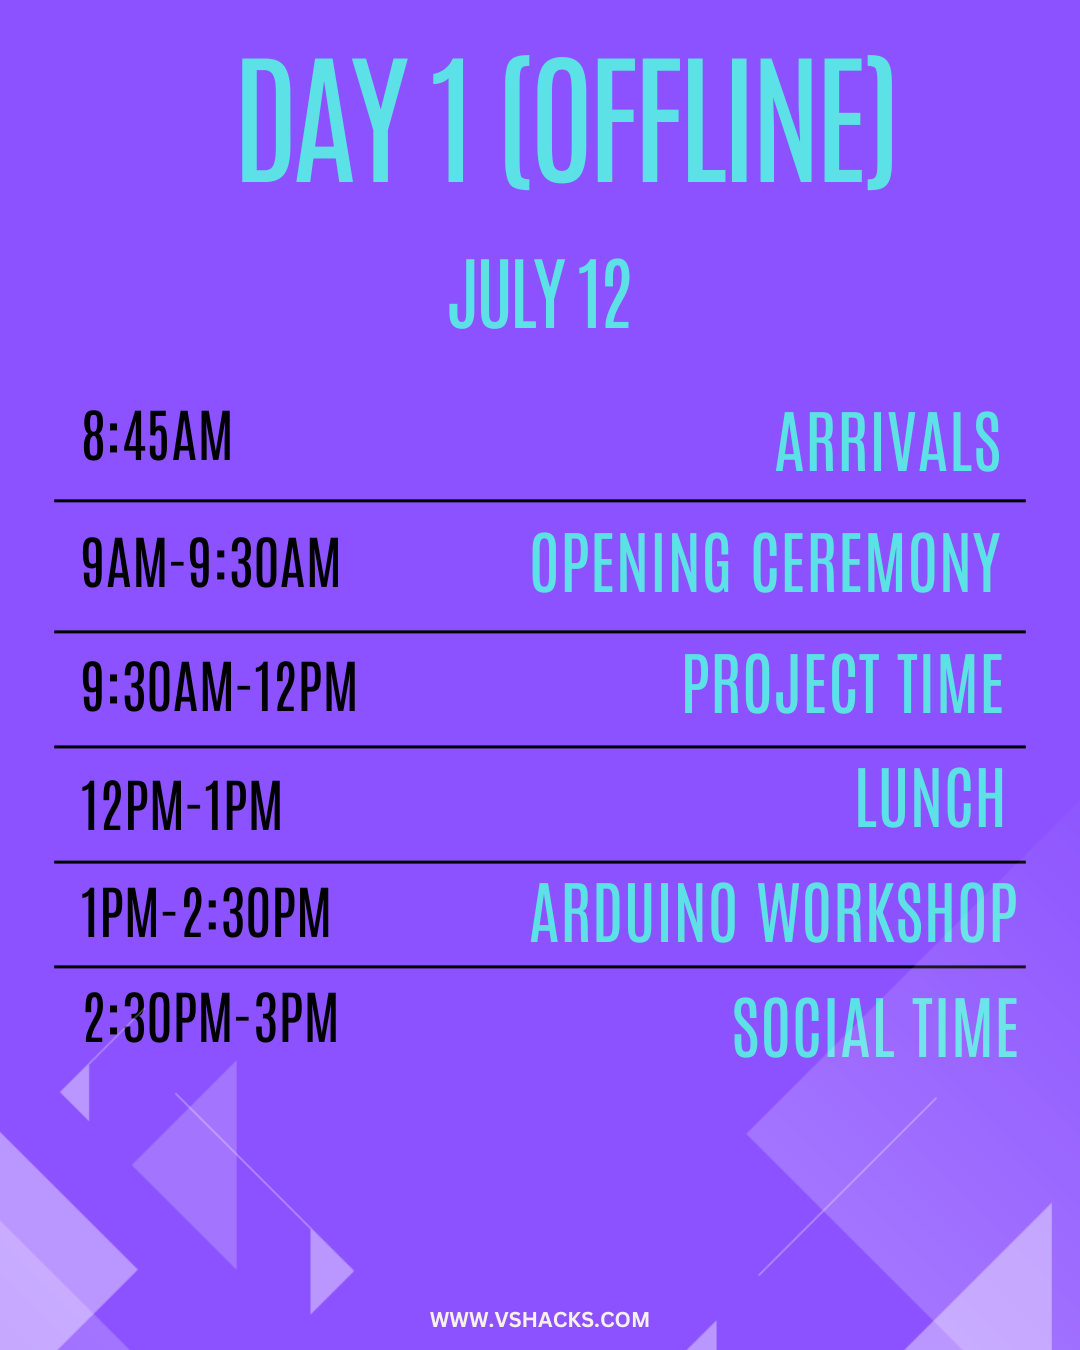 DAY 1 (OFFLINE)
JULY 12
8:45AM ARRIVALS
9AM-9:30AM OPENING CEREMONY
9:30AM-12PM PROJECT TIME
12PM-1PM LUNCH
1PM-2:30PM ARDUINO WORKSHOP
2:30PM-3PM SOCIAL TIME
WWW.VSHACKS.COM